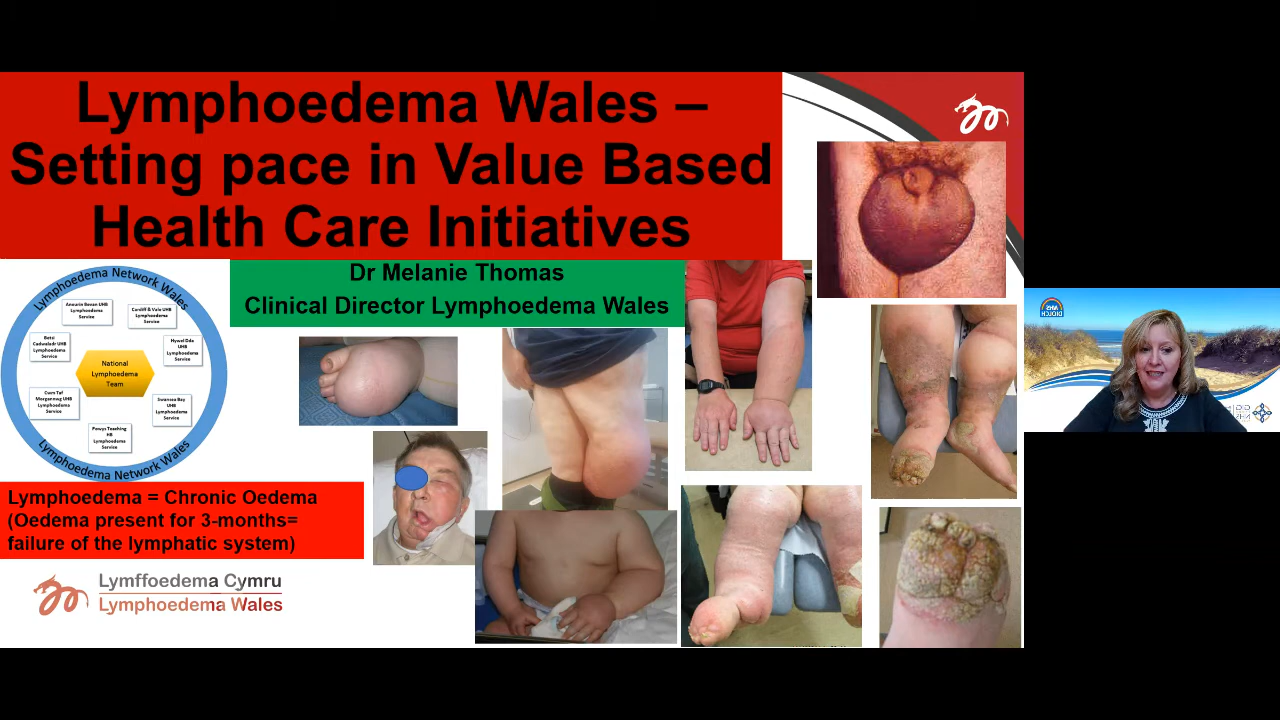 Lymphoedema Wales –
Setting pace in Value Based
Health Care Initiatives
Dr Melanie Thomas
Clinical Director Lymphoedema Wales
Lymphoedema Network Wales
Aneurin Bevan UHB
Lymphoedema
Service
Cardiff & Vale UHB
Lymphoedema
Service
Betsi
Cadwaladr UHB
Lymphoedema
Service
Hywel Dda
UHB
Lymphoedema
Service
National
Lymphoedema
Team
Cwm Taf
Morgannwg UHB
Lymphoedema
Service
Swansea Bay
UHB
Lymphoedema
Service
Powys Teaching
HB
Lymphoedema
Service
Lymphoedema Network Wales
Lymphoedema = Chronic Oedema
(Oedema present for 3-months=
failure of the lymphatic system)
Lymffoedema Cymru
Lymphoedema Wales